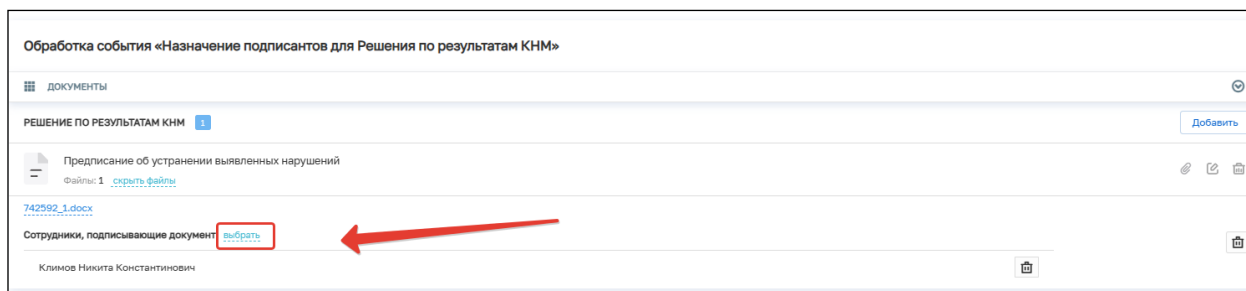 Обработка события «Назначение подписантов для Решения по результатам КНМ»
ДОКУМЕНТЫ
РЕШЕНИЕ ПО РЕЗУЛЬТАТАМ КНМ 1 Добавить
Предписание об устранении выявленных нарушений
Файлы: 1 скрыть файлы
742592_1.docx
Сотрудники, подписывающие документ выбрать
Климов Никита Константинович